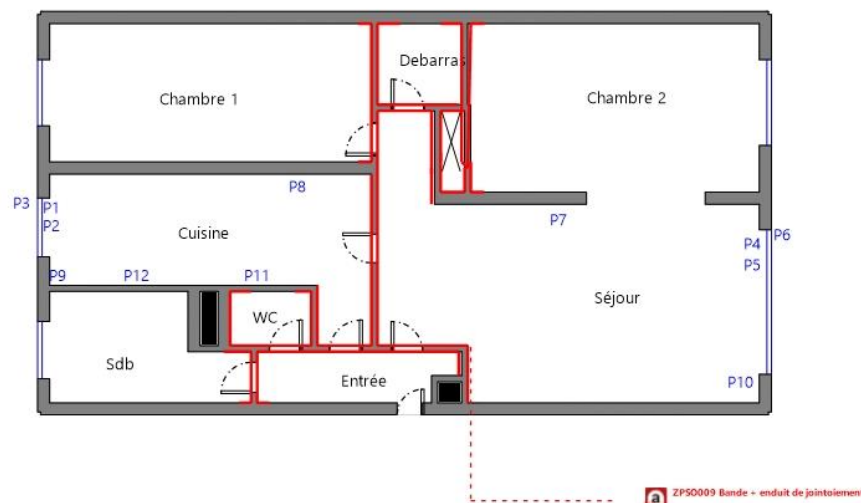 Debarras
Chambre 1
Chambre 2
P8
P3
P1
P2
P7
P4
P6
P5
Cuisine
P9
P12
P11
Séjour
WC
Sdb
Entrée
P10
a
ZPSO009 Bande + enduit de jointoiement